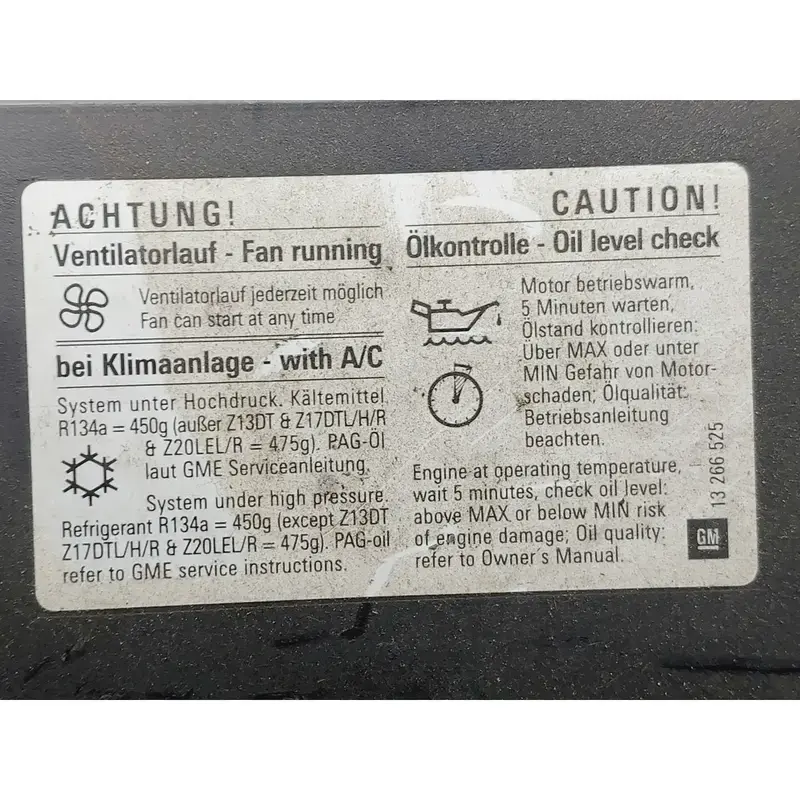 ACHTUNG!
Ventilatorlauf - Fan running
Ventilatorlauf jederzeit möglich
Fan can start at any time
bei Klimaanlage - with A/C
System unter Hochdruck. Kältemittel
R134a = 450g (außer Z13DT & Z17DTL/H/R
& Z20LEL/R = 475g). PAG-Öl
laut GME Serviceanleitung.
System under high pressure.
Refrigerant R134a = 450g (except Z13DT
Z17DTL/H/R & Z20LEL/R = 475g). PAG-oil
refer to GME service instructions.
CAUTION!
Ölkontrolle - Oil level check
Motor betriebswarm,
5 Minuten warten,
Ölstand kontrollieren:
Über MAX oder unter
MIN Gefahr von Motor-
schaden; Ölqualität:
Betriebsanleitung
beachten.
Engine at operating temperature,
wait 5 minutes, check oil level:
above MAX or below MIN risk
of engine damage; Oil quality:
refer to Owner's Manual.
13 266 525
GM